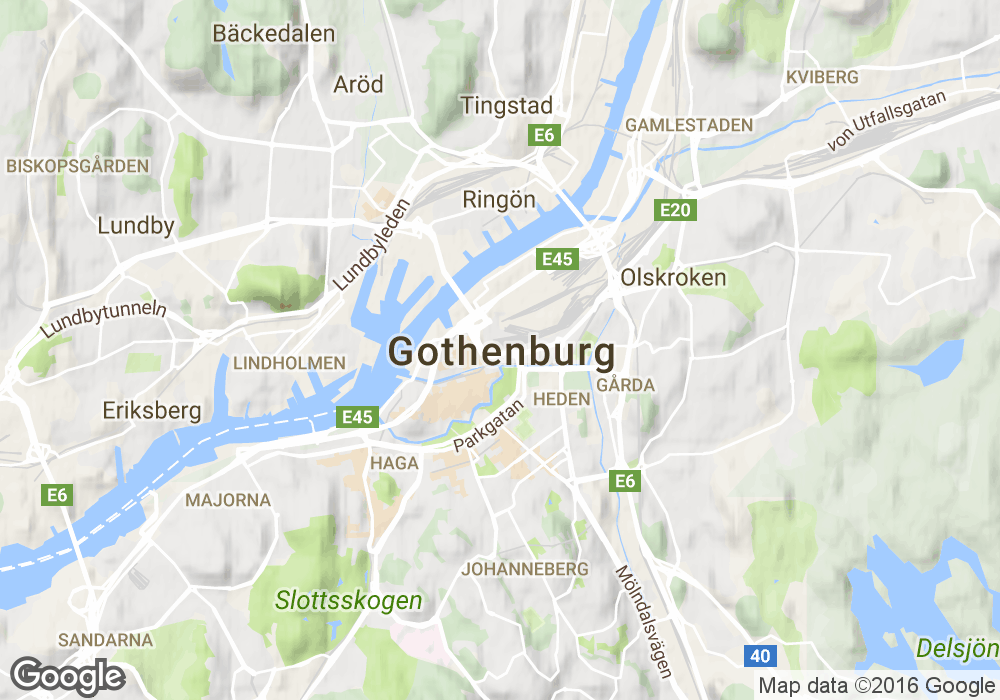 Bäckedalen
Aröd
Tingstad
KVIBERG
E6
GAMLESTADEN
von Utfallsgatan
BISKOPSGÅRDEN
Ringön
E20
Lundby
Lundbyleden
E45
Olskroken
Lundbytunneln
Gothenburg
LINDHOLMEN
GÅRDA
HEDEN
Eriksberg
E45
Parkgatan
HAGA
E6
E6
MAJORNA
JOHANNEBERG
Slottsskogen
Mölndalsvägen
SANDARNA
40
Delsjön
Google
Map data ©2016 Google